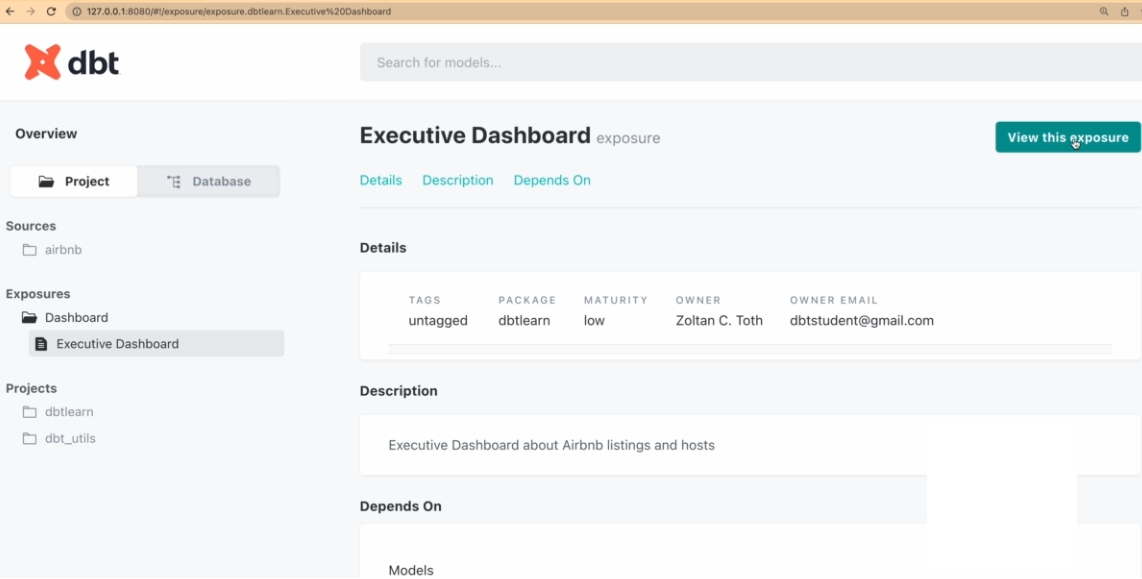 127.0.0.1:8080/#!/exposure/exposure.dbtlearn.Executive%20Dashboard
dbt
Search for models...
Overview
Project
Database
Sources
airbnb
Exposures
Dashboard
Executive Dashboard
Projects
dbtlearn
dbt_utils
Executive Dashboard exposure
View this exposure
Details Description Depends On
Details
TAGS PACKAGE MATURITY OWNER OWNER EMAIL
untagged dbtlearn low Zoltan C. Toth dbtstudent@gmail.com
Description
Executive Dashboard about Airbnb listings and hosts
Depends On
Models